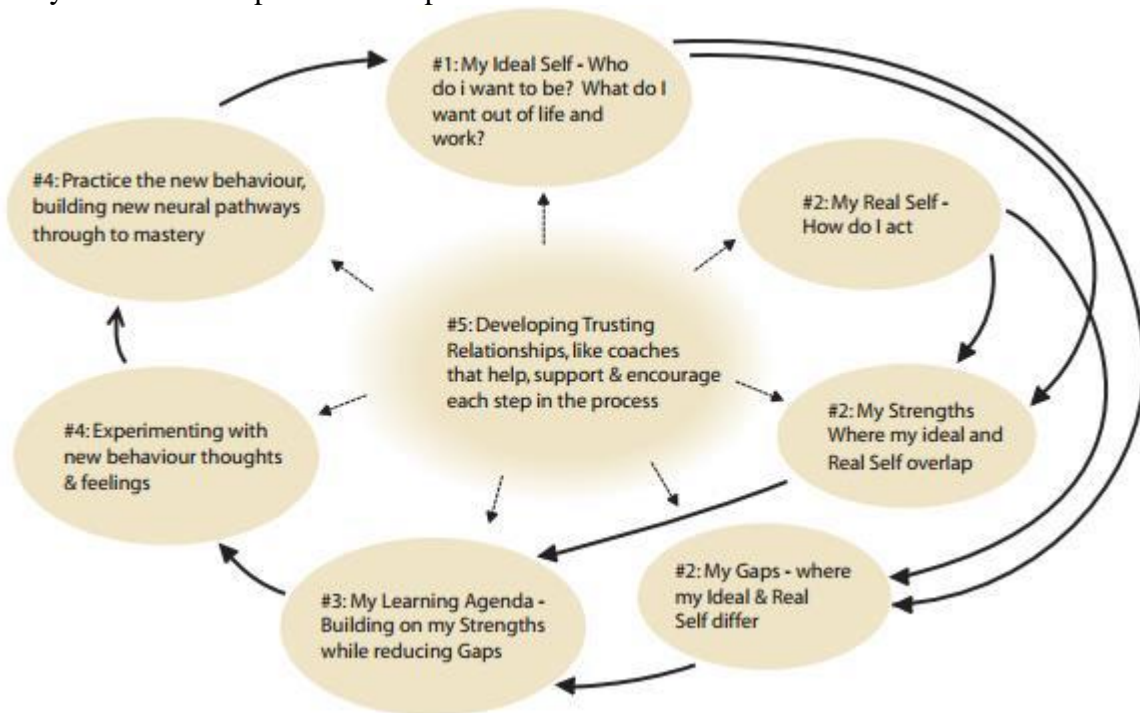 #1: My Ideal Self - Who
do i want to be? What do I
want out of life and
work?
#2: My Real Self -
How do I act
#2: My Strengths
Where my ideal and
Real Self overlap
#2: My Gaps - where
my Ideal & Real
Self differ
#3: My Learning Agenda -
Building on my Strengths
while reducing Gaps
#4: Experimenting with
new behaviour thoughts
& feelings
#4: Practice the new behaviour,
building new neural pathways
through to mastery
#5: Developing Trusting
Relationships, like coaches
that help, support & encourage
each step in the process